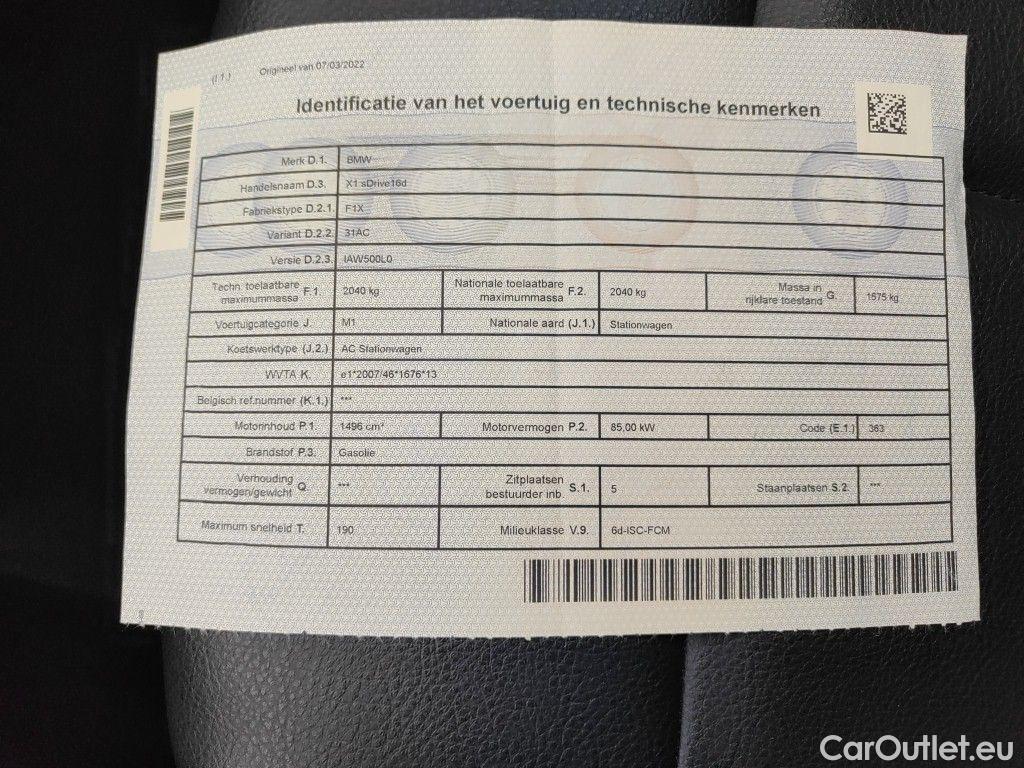 (I.1.) Origineel van 07/03/2022
Identificatie van het voertuig en technische kenmerken
Merk D.1. BMW
Handelsnaam D.3. X1 sDrive16d
Fabriekstype D.2.1. F1X
Variant D.2.2. 31AC
Versie D.2.3. IAW500L0
Techn. toelaatbare maximummassa F.1. 2040 kg Nationale toelaatbare maximummassa F.2. 2040 kg Massa in rijklare toestand G. 1575 kg
Voertuigcategorie J. M1 Nationale aard (J.1.) Stationwagen
Koetswerktype (J.2.) AC Stationwagen
WVTA K. e1*2007/46*1676*13
Belgisch ref.nummer (K.1.) ***
Motorinhoud P.1. 1496 cm³ Motorvermogen P.2. 85,00 kW Code (E.1.) 363
Brandstof P.3. Gasolie
Verhouding vermogen/gewicht Q. *** Zitplaatsen bestuurder inb. S.1. 5 Staanplaatsen S.2. ***
Maximum snelheid T. 190 Milieuklasse V.9. 6d-ISC-FCM
CarOutlet.eu